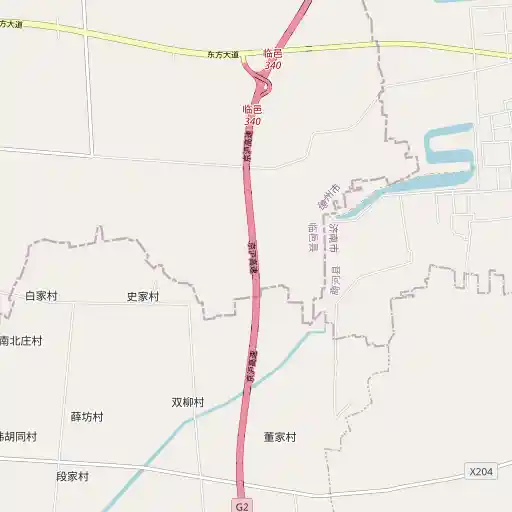 东方大道
东方大道
临邑
340
临邑
340
京沪高速
德州市
临邑县
济南市
京沪高速
白家村
史家村
南北庄村
京沪高速
双柳村
薛坊村
董家村
胡同村
段家村
X204
G2